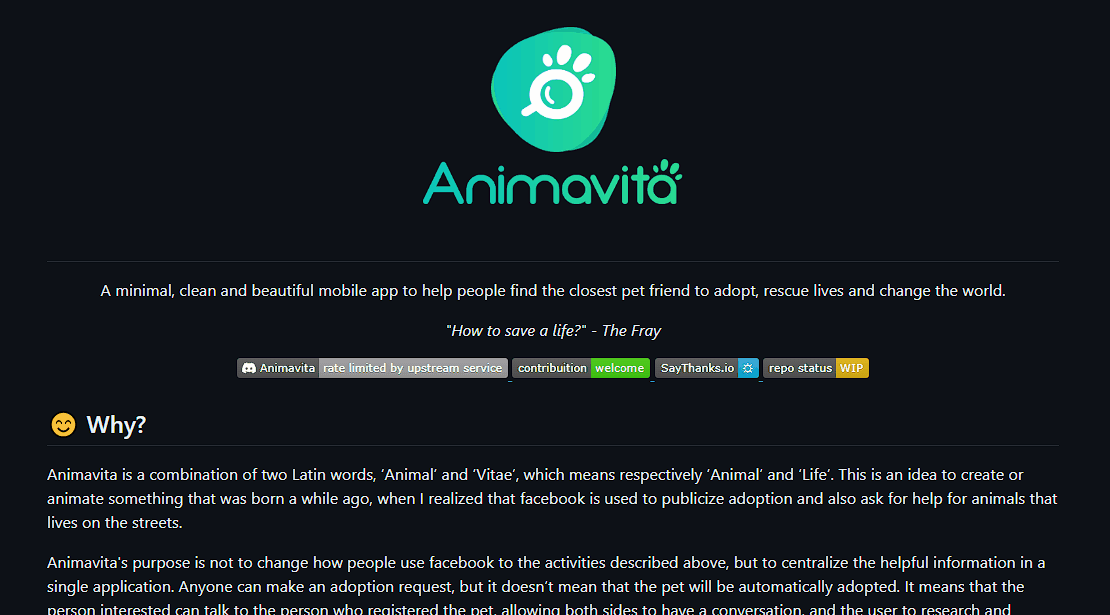 Animavita
A minimal, clean and beautiful mobile app to help people find the closest pet friend to adopt, rescue lives and change the world.
"How to save a life?" - The Fray
Animavita rate limited by upstream service contribuition welcome SayThanks.io repo status WIP
Why?
Animavita is a combination of two Latin words, ‘Animal‘ and ‘Vitae’, which means respectively ‘Animal‘ and ‘Life’. This is an idea to create or
animate something that was born a while ago, when I realized that facebook is used to publicize adoption and also ask for help for animals that
lives on the streets.
Animavita's purpose is not to change how people use facebook to the activities described above, but to centralize the helpful information in a
single application. Anyone can make an adoption request, but it doesn’t mean that the pet will be automatically adopted. It means that the
person interested can talk to the person who registered the pet, allowing both sides to have a conversation, and the user to research and